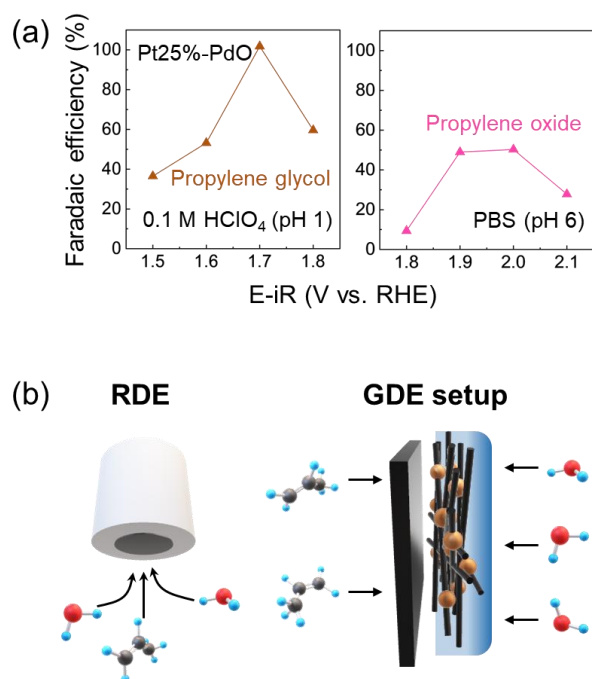 (a)
Faradaic efficiency (%)
Pt25%-PdO
Propylene glycol
0.1 M HClO₄ (pH 1)
100
80
60
40
20
0
1.5 1.6 1.7 1.8
Propylene oxide
PBS (pH 6)
100
80
60
40
20
0
1.8 1.9 2.0 2.1
E-iR (V vs. RHE)
(b)
RDE
GDE setup